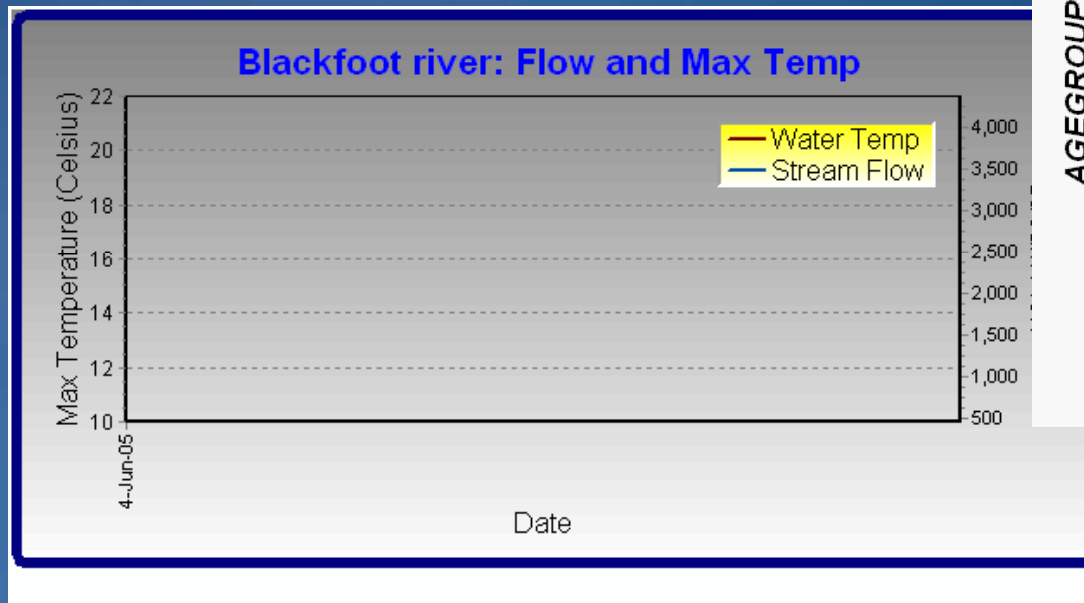 Blackfoot river: Flow and Max Temp
Max Temperature (Celsius)
22
20
18
16
14
12
10
Water Temp
Stream Flow
4,000
3,500
3,000
2,500
2,000
1,500
1,000
500
4-Jun-05
Date
AGEGROUP